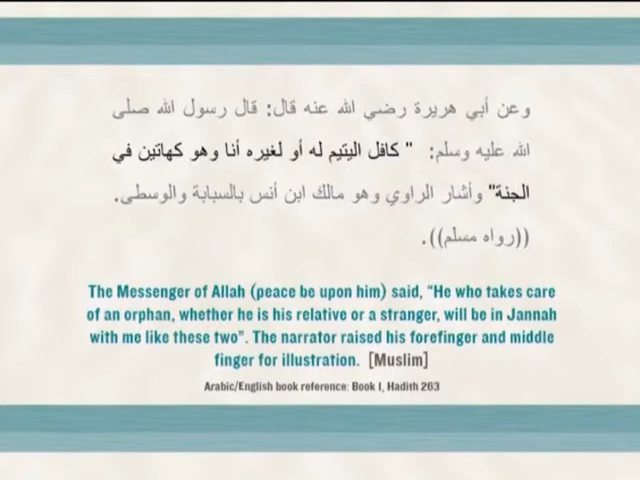 وعن أبي هريرة رضي الله عنه قال: قال رسول الله صلى
الله عليه وسلم: " كافل اليتيم له أو لغيره أنا وهو كهاتين في
الجنة" وأشار الراوي وهو مالك ابن أنس بالسبابة والوسطى.
((رواه مسلم)).
The Messenger of Allah (peace be upon him) said, "He who takes care
of an orphan, whether he is his relative or a stranger, will be in Jannah
with me like these two". The narrator raised his forefinger and middle
finger for illustration. [Muslim]
Arabic/English book reference: Book I, Hadith 263